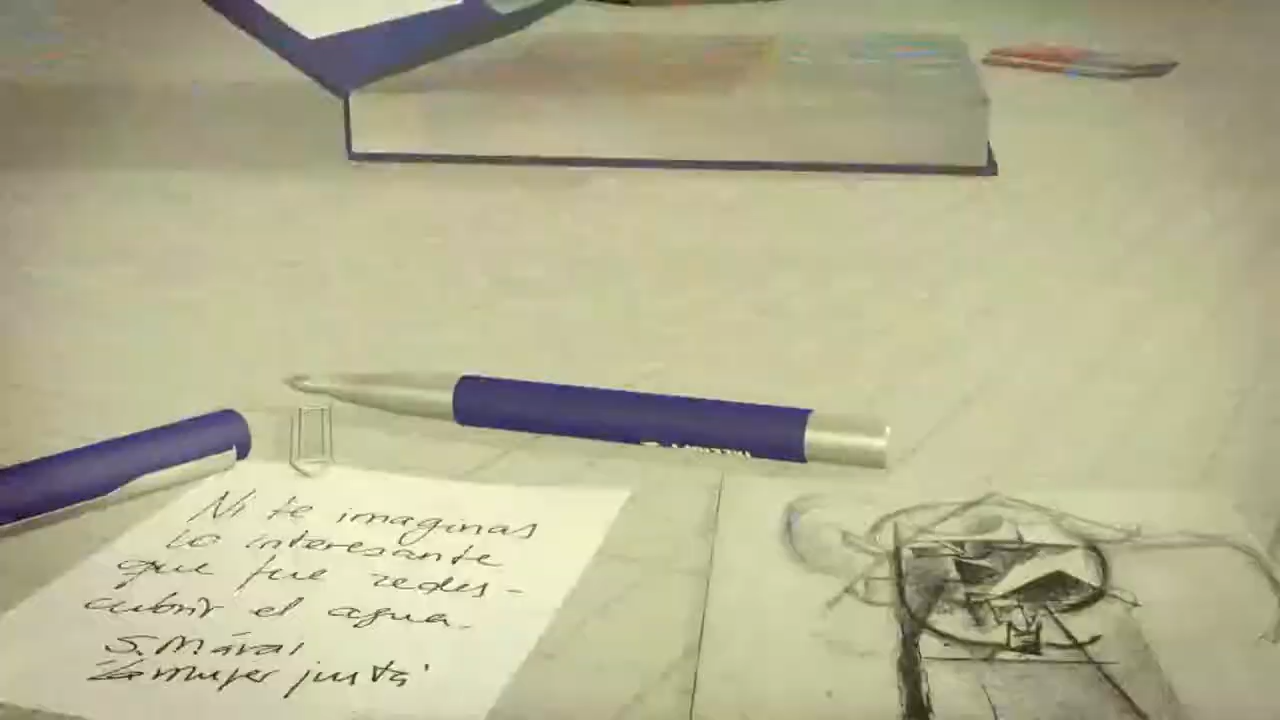 Ni te imaginas
lo interesante
que fue redes-
cubrir el agua.
S. Márai
"La mujer justa"